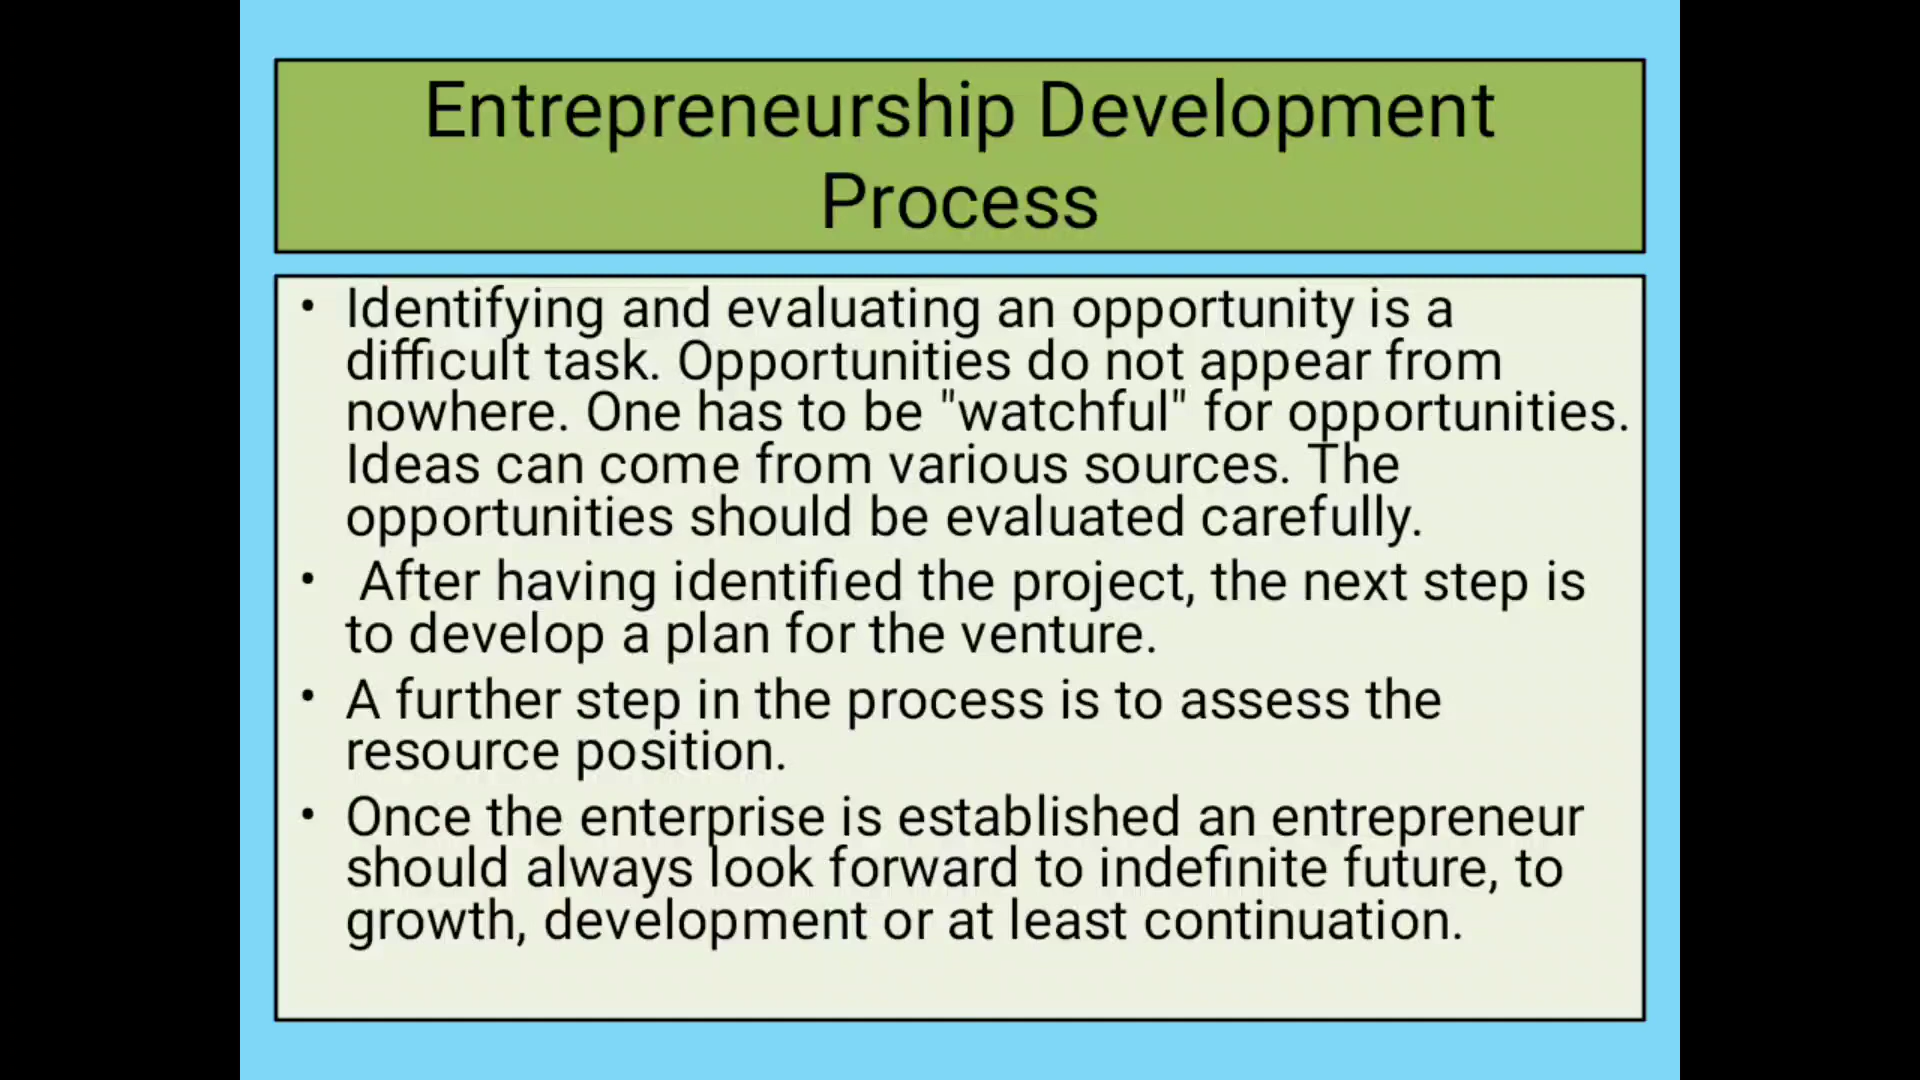 Entrepreneurship Development
Process
• Identifying and evaluating an opportunity is a
difficult task. Opportunities do not appear from
nowhere. One has to be "watchful" for opportunities.
Ideas can come from various sources. The
opportunities should be evaluated carefully.
• After having identified the project, the next step is
to develop a plan for the venture.
• A further step in the process is to assess the
resource position.
• Once the enterprise is established an entrepreneur
should always look forward to indefinite future, to
growth, development or at least continuation.